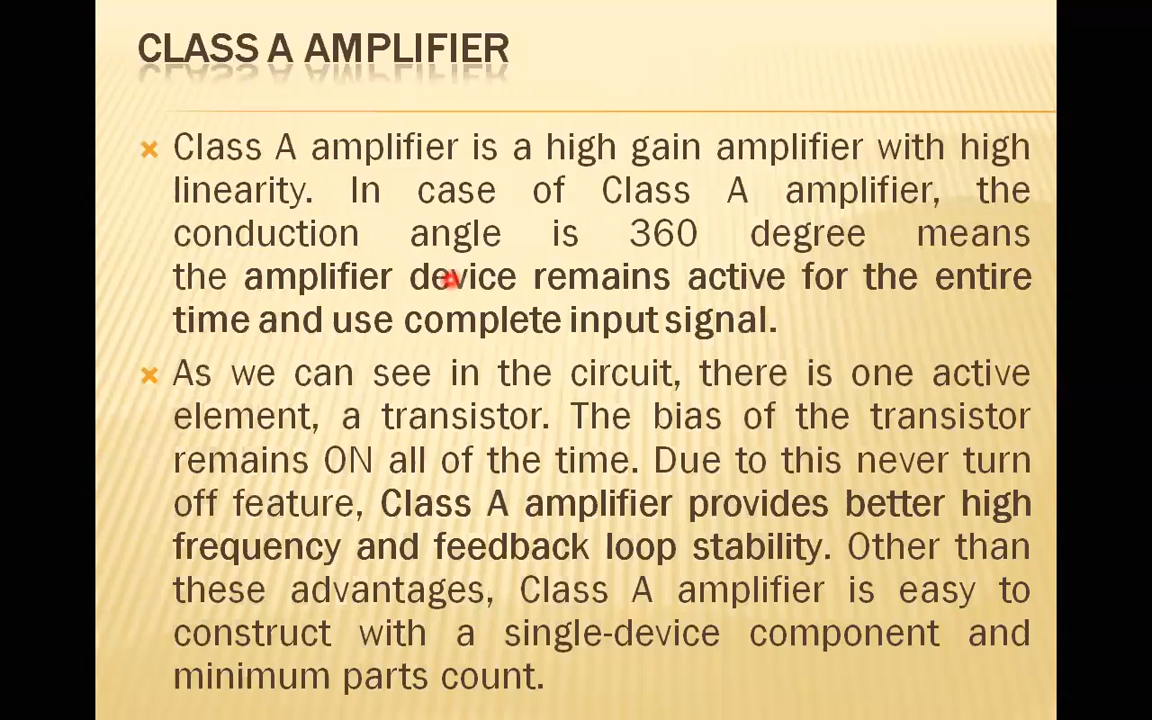 CLASS A AMPLIFIER
Class A amplifier is a high gain amplifier with high
linearity. In case of Class A amplifier, the
conduction angle is 360 degree means
the amplifier device remains active for the entire
time and use complete input signal.
As we can see in the circuit, there is one active
element, a transistor. The bias of the transistor
remains ON all of the time. Due to this never turn
off feature, Class A amplifier provides better high
frequency and feedback loop stability. Other than
these advantages, Class A amplifier is easy to
construct with a single-device component and
minimum parts count.